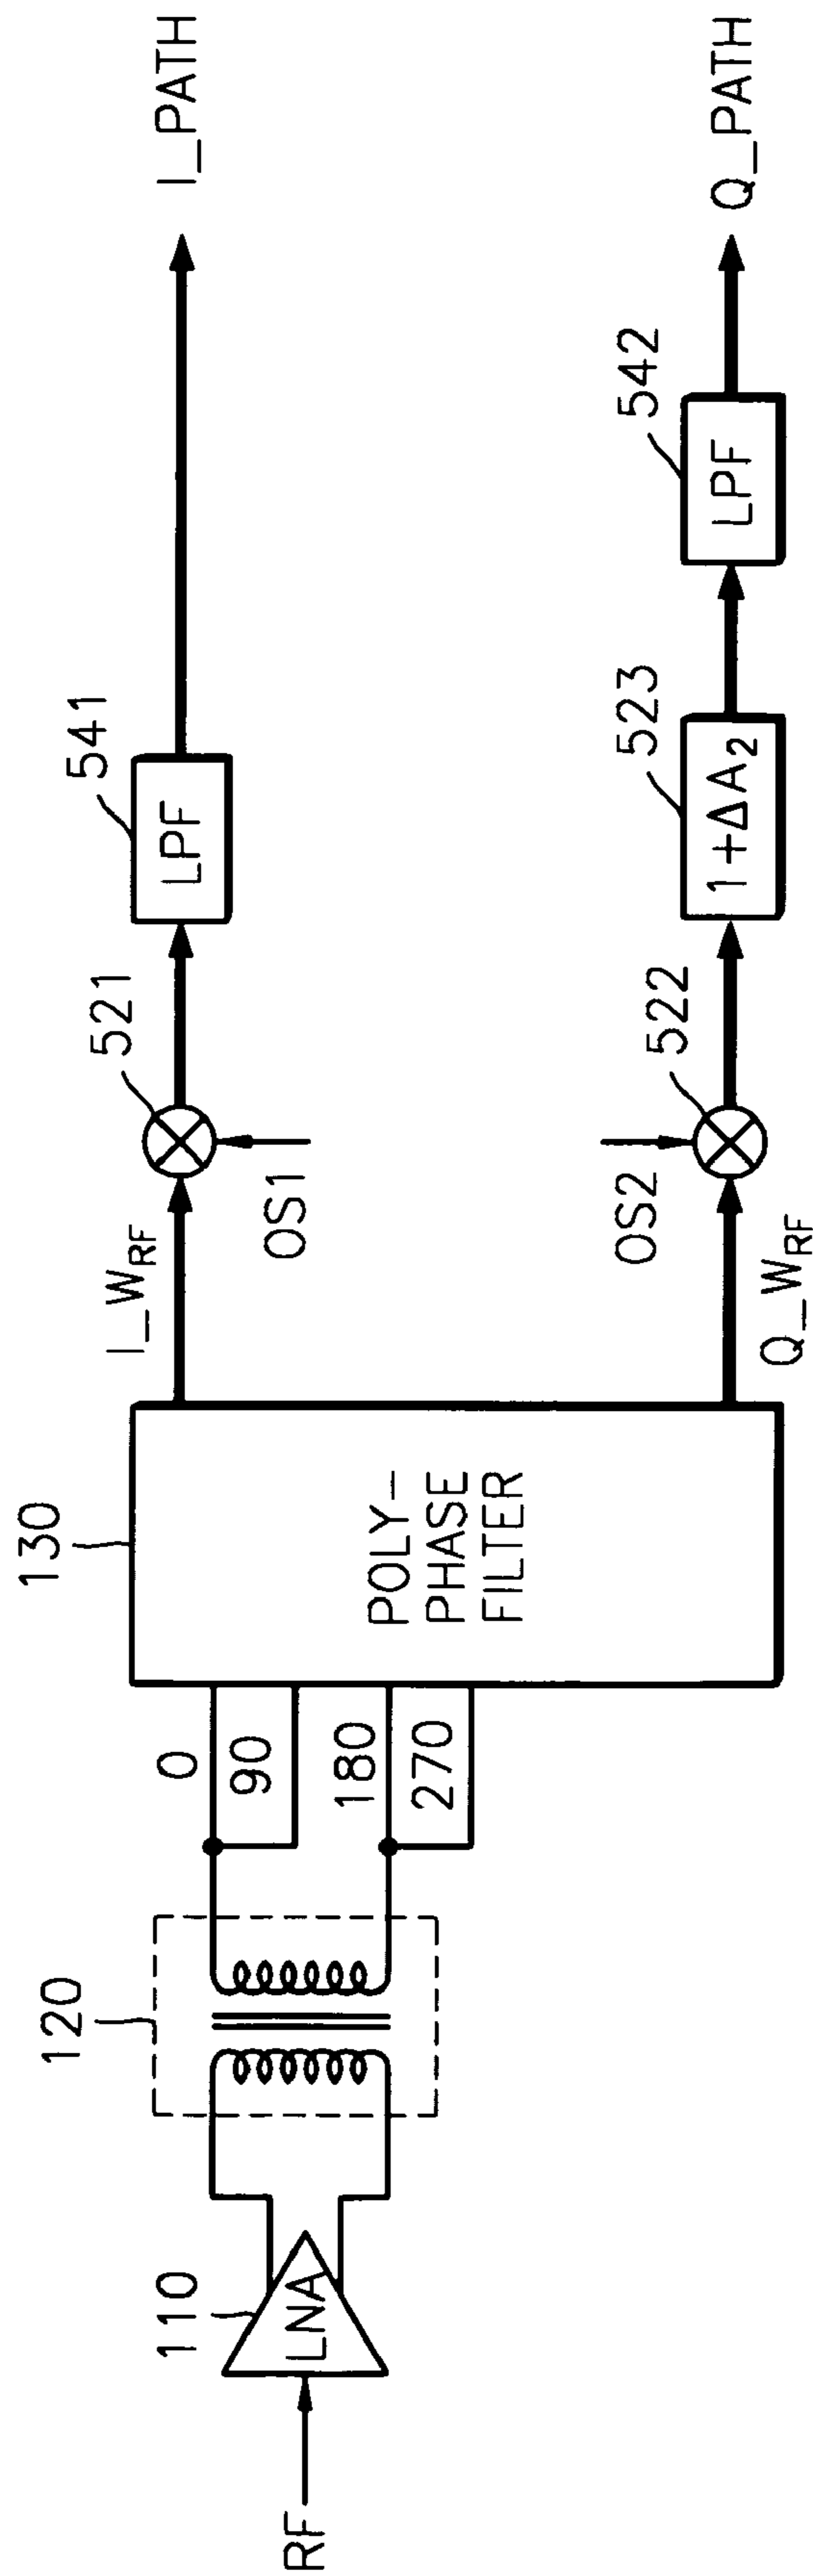 RF
110
LNA
120
0
90
180
270
130
POLY-
PHASE
FILTER
I_WRF
OS1
521
541
LPF
I_PATH
Q_WRF
OS2
522
523
1+ΔA2
542
LPF
Q_PATH